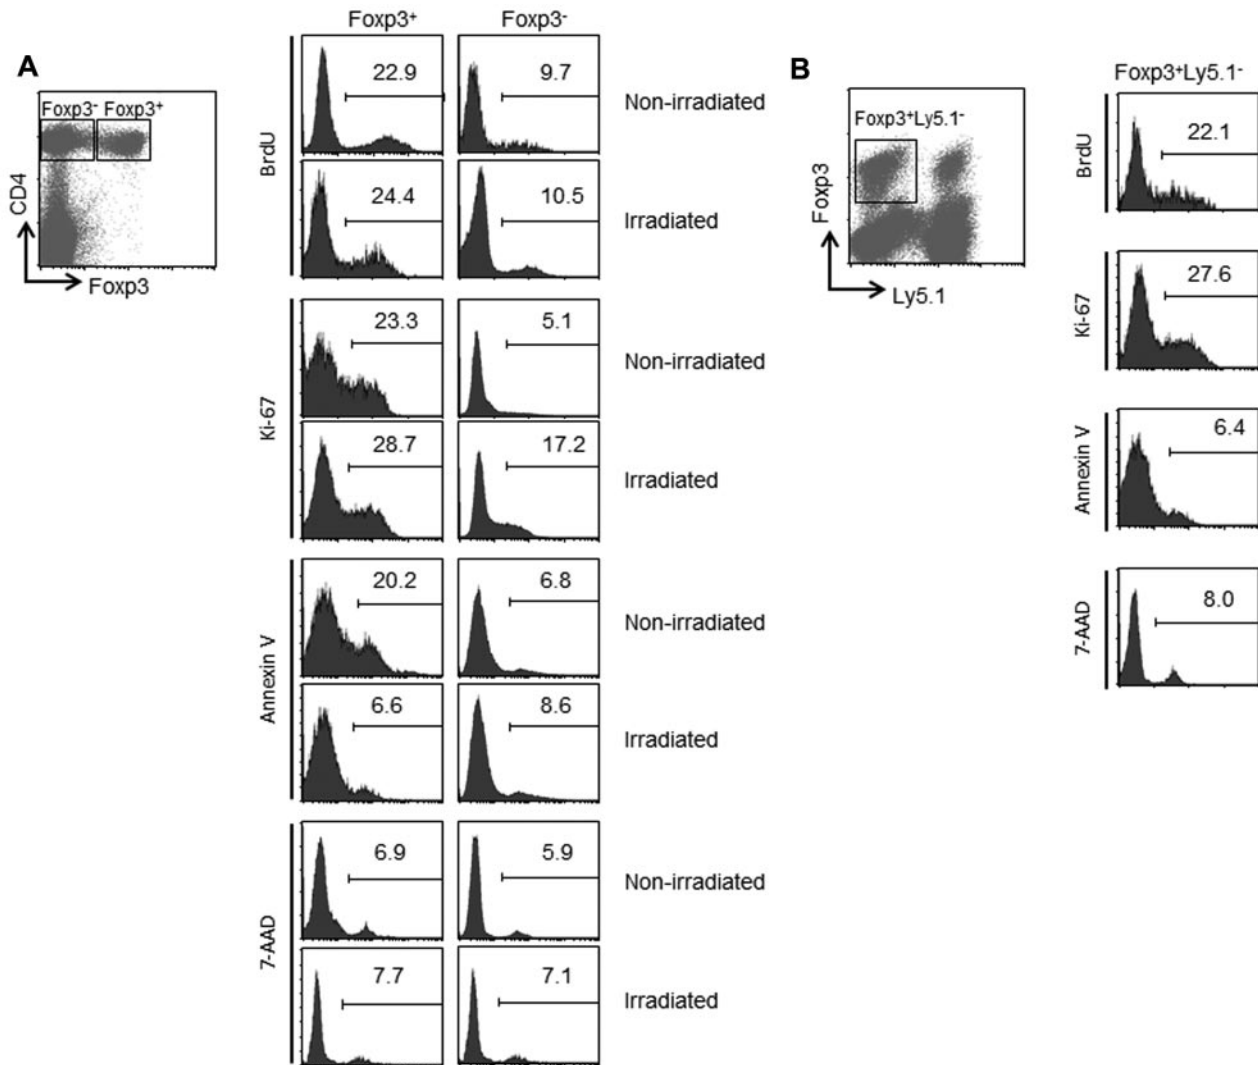 A
Foxp3⁻ Foxp3⁺
CD4
Foxp3
Foxp3⁺ Foxp3⁻
BrdU
22.9 9.7 Non-irradiated
24.4 10.5 Irradiated
Ki-67
23.3 5.1 Non-irradiated
28.7 17.2 Irradiated
Annexin V
20.2 6.8 Non-irradiated
6.6 8.6 Irradiated
7-AAD
6.9 5.9 Non-irradiated
7.7 7.1 Irradiated
B
Foxp3⁺Ly5.1⁻
Foxp3
Ly5.1
Foxp3⁺Ly5.1⁻
BrdU
22.1
Ki-67
27.6
Annexin V
6.4
7-AAD
8.0